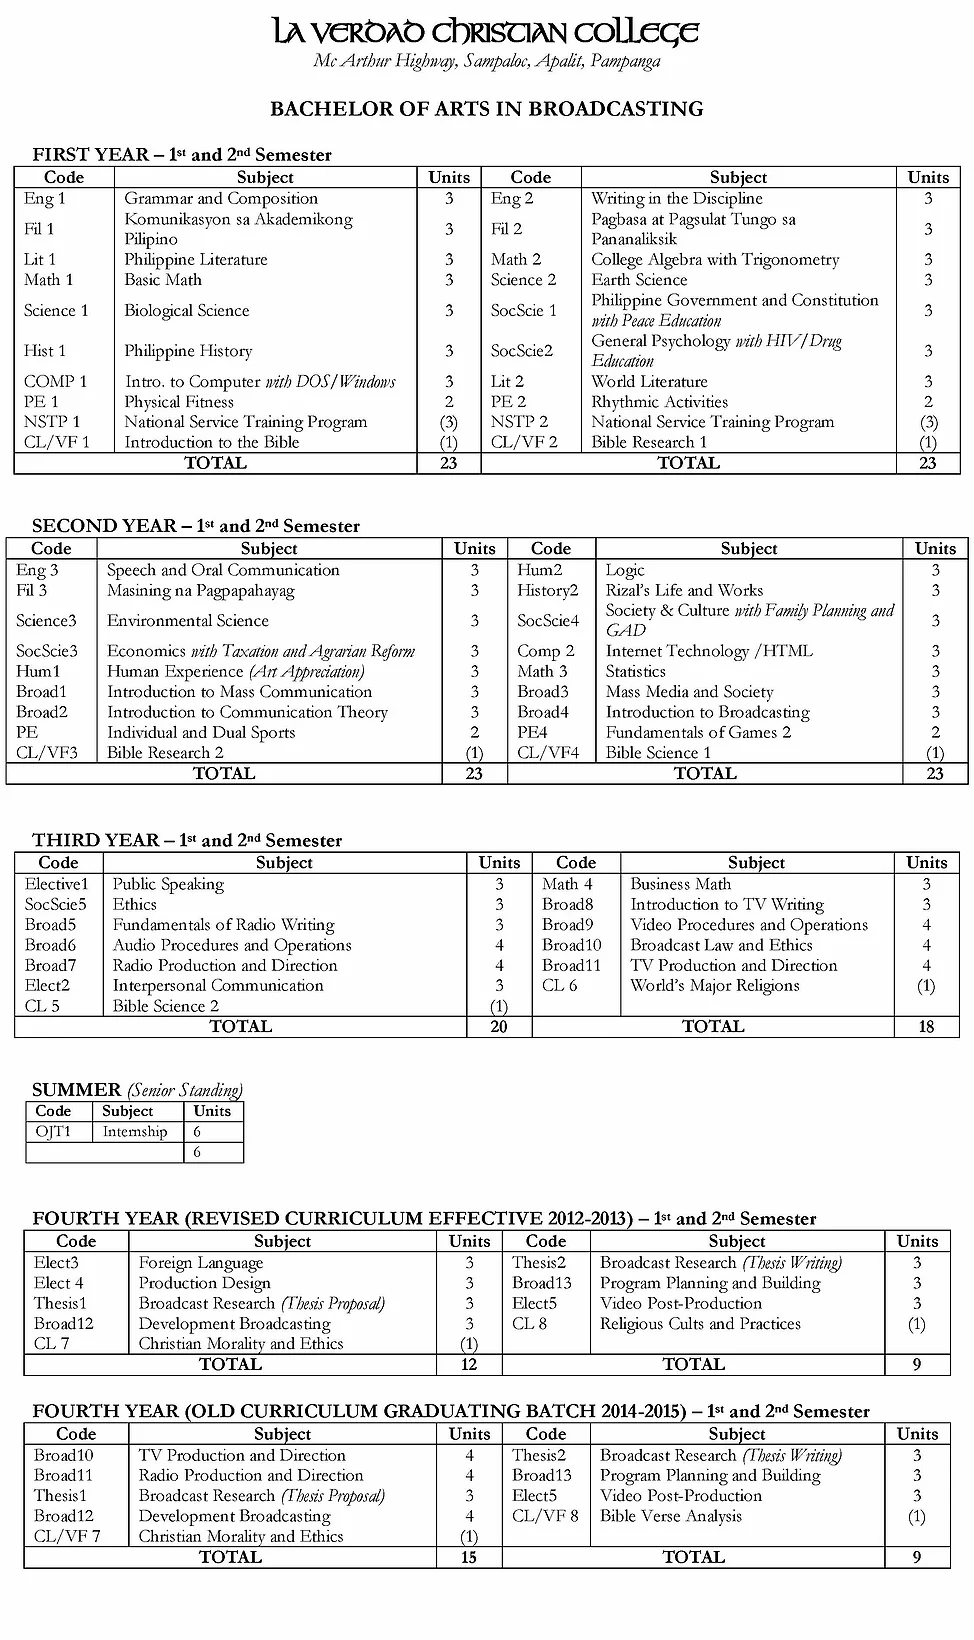 LA VERDAD CHRISTIAN COLLEGE
Mc Arthur Highway, Sampaloc, Apalit, Pampanga
BACHELOR OF ARTS IN BROADCASTING
FIRST YEAR – 1st and 2nd Semester
Code Subject Units Code Subject Units
Eng 1 Grammar and Composition 3 Eng 2 Writing in the Discipline 3
Fil 1 Komunikasyon sa Akademikong Pilipino 3 Fil 2 Pagbasa at Pagsulat Tungo sa Pananaliksik 3
Lit 1 Philippine Literature 3 Math 2 College Algebra with Trigonometry 3
Math 1 Basic Math 3 Science 2 Earth Science 3
Science 1 Biological Science 3 SocScie 1 Philippine Government and Constitution with Peace Education 3
Hist 1 Philippine History 3 SocScie2 General Psychology with HIV/Drug Education 3
COMP 1 Intro. to Computer with DOS/Windows 3 Lit 2 World Literature 3
PE 1 Physical Fitness 2 PE 2 Rhythmic Activities 2
NSTP 1 National Service Training Program (3) NSTP 2 National Service Training Program (3)
CL/VF 1 Introduction to the Bible (1) CL/VF 2 Bible Research 1 (1)
TOTAL 23 TOTAL 23
SECOND YEAR – 1st and 2nd Semester
Code Subject Units Code Subject Units
Eng 3 Speech and Oral Communication 3 Hum2 Logic 3
Fil 3 Masining na Pagpapahayag 3 History2 Rizal's Life and Works 3
Science3 Environmental Science 3 SocScie4 Society & Culture with Family Planning and GAD 3
SocScie3 Economics with Taxation and Agrarian Reform 3 Comp 2 Internet Technology /HTML 3
Hum1 Human Experience (Art Appreciation) 3 Math 3 Statistics 3
Broad1 Introduction to Mass Communication 3 Broad3 Mass Media and Society 3
Broad2 Introduction to Communication Theory 3 Broad4 Introduction to Broadcasting 3
PE Individual and Dual Sports 2 PE4 Fundamentals of Games 2 2
CL/VF3 Bible Research 2 (1) CL/VF4 Bible Science 1 (1)
TOTAL 23 TOTAL 23
THIRD YEAR – 1st and 2nd Semester
Code Subject Units Code Subject Units
Elective1 Public Speaking 3 Math 4 Business Math 3
SocScie5 Ethics 3 Broad8 Introduction to TV Writing 3
Broad5 Fundamentals of Radio Writing 3 Broad9 Video Procedures and Operations 4
Broad6 Audio Procedures and Operations 4 Broad10 Broadcast Law and Ethics 4
Broad7 Radio Production and Direction 4 Broad11 TV Production and Direction 4
Elect2 Interpersonal Communication 3 CL 6 World's Major Religions (1)
CL 5 Bible Science 2 (1)
TOTAL 20 TOTAL 18
SUMMER (Senior Standing)
Code Subject Units
OJT1 Internship 6
6
FOURTH YEAR (REVISED CURRICULUM EFFECTIVE 2012-2013) – 1st and 2nd Semester
Code Subject Units Code Subject Units
Elect3 Foreign Language 3 Thesis2 Broadcast Research (Thesis Writing) 3
Elect 4 Production Design 3 Broad13 Program Planning and Building 3
Thesis1 Broadcast Research (Thesis Proposal) 3 Elect5 Video Post-Production 3
Broad12 Development Broadcasting 3 CL 8 Religious Cults and Practices (1)
CL 7 Christian Morality and Ethics (1)
TOTAL 12 TOTAL 9
FOURTH YEAR (OLD CURRICULUM GRADUATING BATCH 2014-2015) – 1st and 2nd Semester
Code Subject Units Code Subject Units
Broad10 TV Production and Direction 4 Thesis2 Broadcast Research (Thesis Writing) 3
Broad11 Radio Production and Direction 4 Broad13 Program Planning and Building 3
Thesis1 Broadcast Research (Thesis Proposal) 3 Elect5 Video Post-Production 3
Broad12 Development Broadcasting 4 CL/VF 8 Bible Verse Analysis (1)
CL/VF 7 Christian Morality and Ethics (1)
TOTAL 15 TOTAL 9